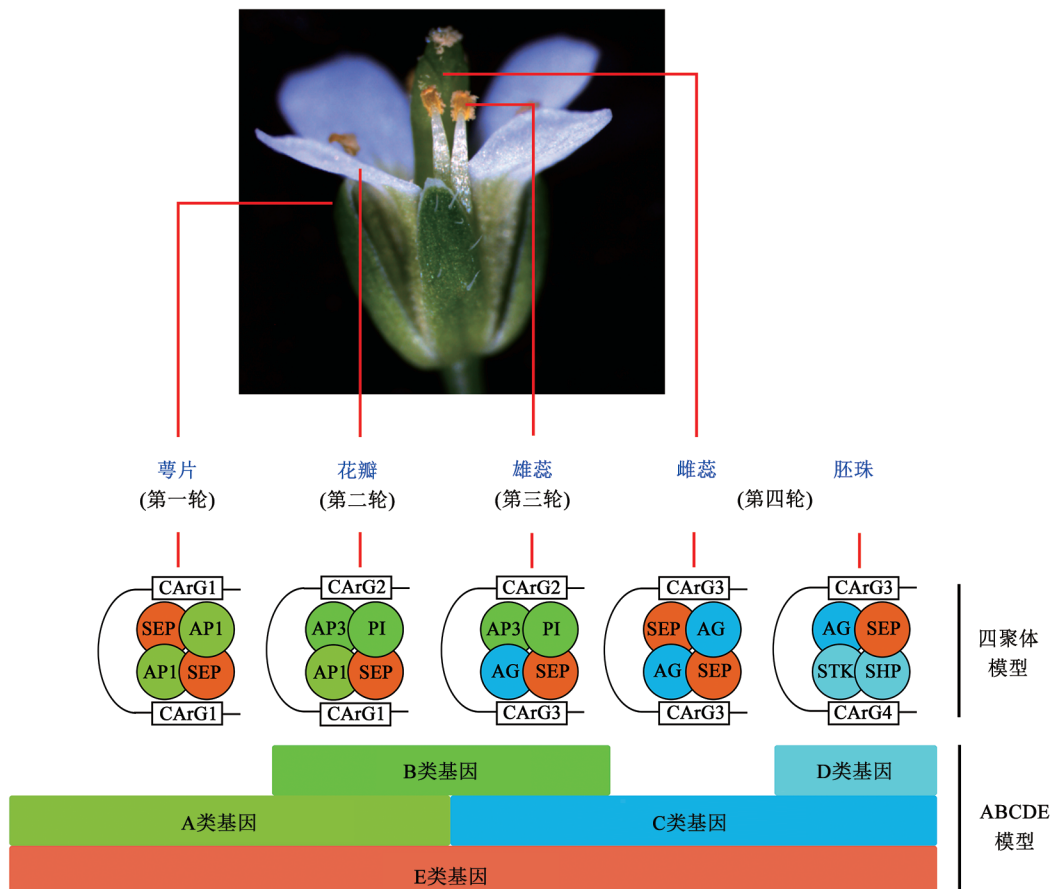 萼片
(第一轮)
花瓣
(第二轮)
雄蕊
(第三轮)
雌蕊
胚珠
(第四轮)
CArG1
SEP
AP1
AP1
SEP
CArG1
CArG2
AP3
PI
AP1
SEP
CArG1
CArG2
AP3
PI
AG
SEP
CArG3
CArG3
SEP
AG
AG
SEP
CArG3
CArG3
AG
SEP
STK
SHP
CArG4
四聚体
模型
B类基因
D类基因
A类基因
C类基因
E类基因
ABCDE
模型